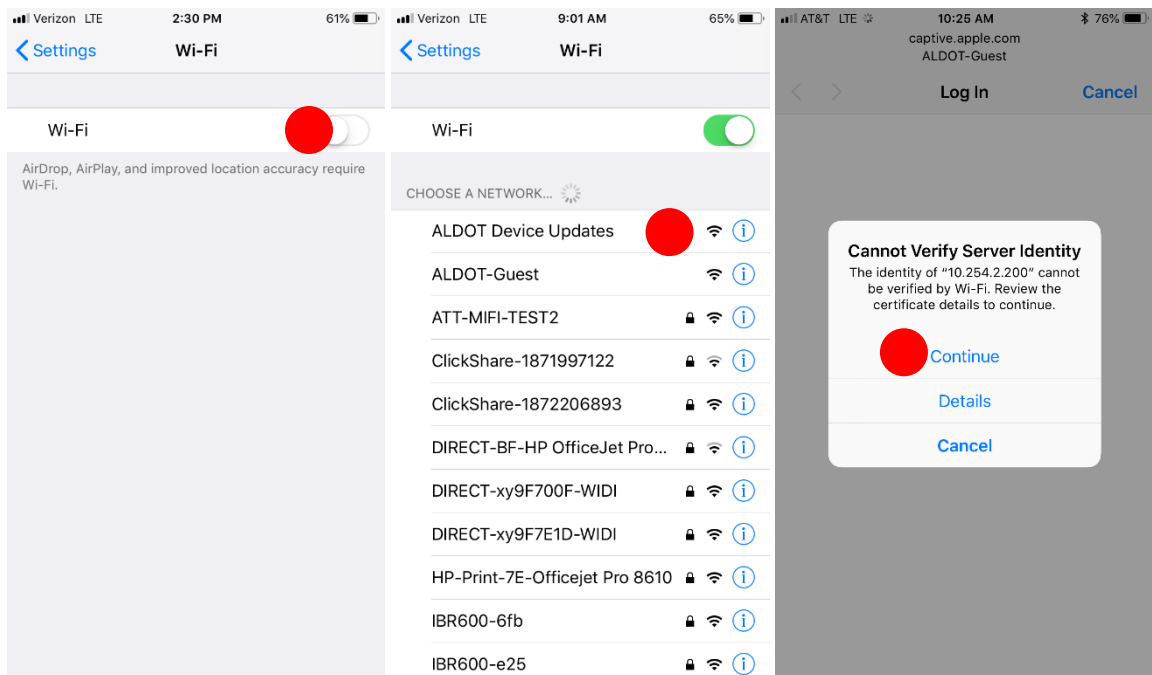 Verizon LTE 2:30 PM 61%
Settings Wi-Fi
Wi-Fi
AirDrop, AirPlay, and improved location accuracy require
Wi-Fi.
Verizon LTE 9:01 AM 65%
Settings Wi-Fi
Wi-Fi
CHOOSE A NETWORK...
ALDOT Device Updates
ALDOT-Guest
ATT-MIFI-TEST2
ClickShare-1871997122
ClickShare-1872206893
DIRECT-BF-HP OfficeJet Pro...
DIRECT-xy9F700F-WIDI
DIRECT-xy9F7E1D-WIDI
HP-Print-7E-Officejet Pro 8610
IBR600-6fb
IBR600-e25
AT&T LTE 10:25 AM 76%
captive.apple.com
ALDOT-Guest
Log In Cancel
Cannot Verify Server Identity
The identity of “10.254.2.200” cannot
be verified by Wi-Fi. Review the
certificate details to continue.
Continue
Details
Cancel